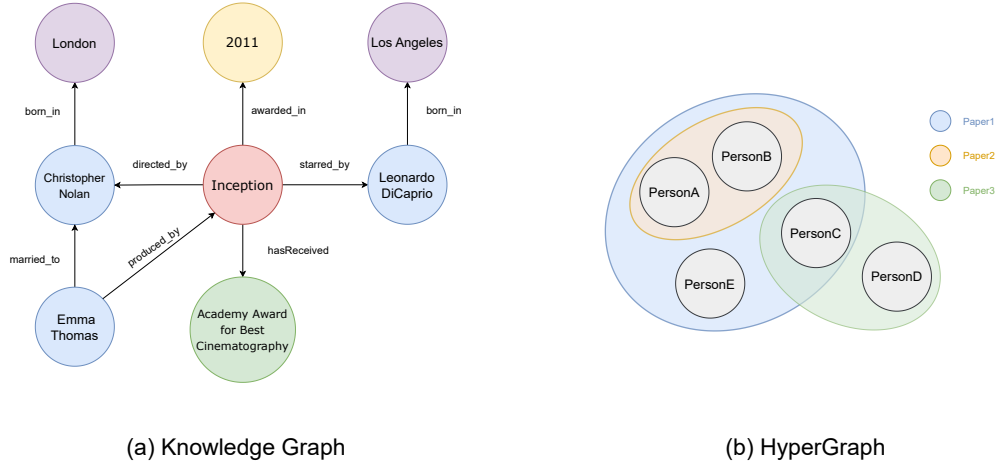 London
2011
Los Angeles
born_in
awarded_in
born_in
Christopher
Nolan
directed_by
Inception
starred_by
Leonardo
DiCaprio
married_to
produced_by
hasReceived
Emma
Thomas
Academy Award
for Best
Cinematography
(a) Knowledge Graph
PersonA
PersonB
PersonC
PersonD
PersonE
Paper1
Paper2
Paper3
(b) HyperGraph